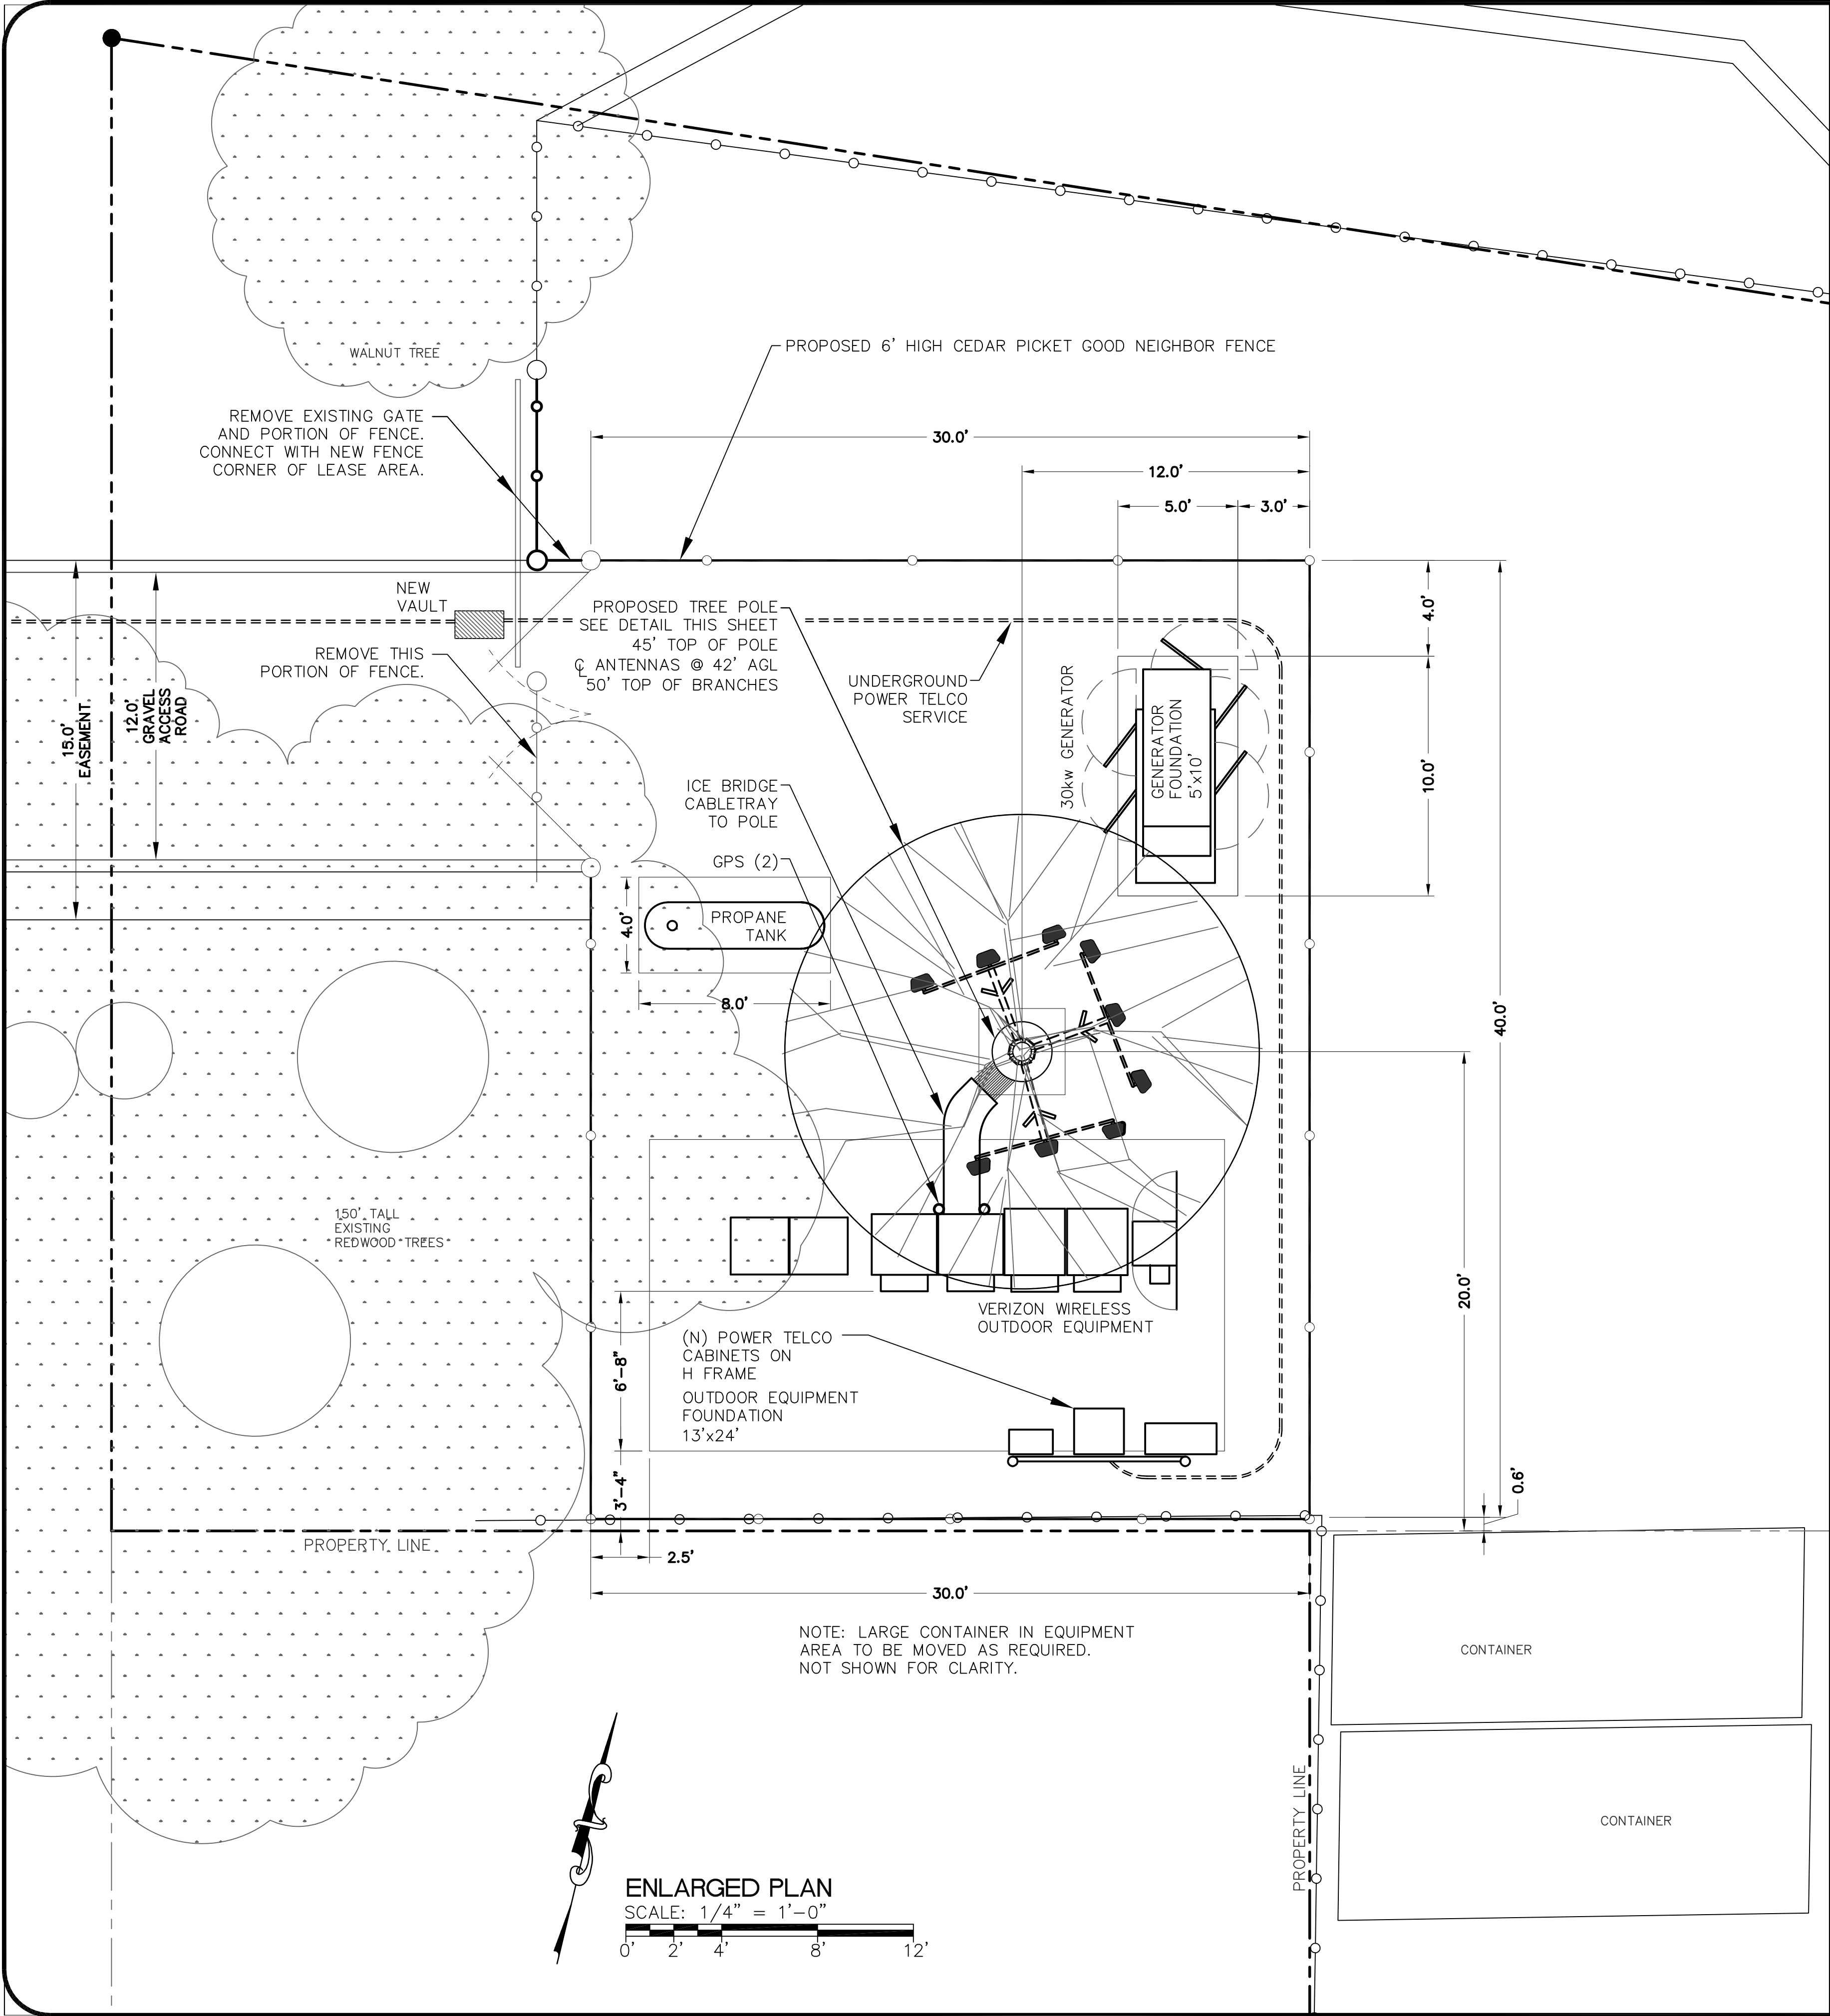 WALNUT TREE
PROPOSED 6' HIGH CEDAR PICKET GOOD NEIGHBOR FENCE
REMOVE EXISTING GATE
AND PORTION OF FENCE.
CONNECT WITH NEW FENCE
CORNER OF LEASE AREA.
30.0'
12.0'
5.0'
3.0'
NEW
VAULT
PROPOSED TREE POLE
SEE DETAIL THIS SHEET
45' TOP OF POLE
℄ ANTENNAS @ 42' AGL
50' TOP OF BRANCHES
4.0'
REMOVE THIS
PORTION OF FENCE.
UNDERGROUND
POWER TELCO
SERVICE
30kw GENERATOR
GENERATOR
FOUNDATION
5'x10'
10.0'
15.0'
EASEMENT
12.0'
GRAVEL
ACCESS
ROAD
ICE BRIDGE
CABLETRAY
TO POLE
GPS (2)
4.0'
PROPANE
TANK
8.0'
40.0'
20.0'
150' TALL
EXISTING
REDWOOD TREES
VERIZON WIRELESS
OUTDOOR EQUIPMENT
6'-8"
(N) POWER TELCO
CABINETS ON
H FRAME
OUTDOOR EQUIPMENT
FOUNDATION
13'x24'
3'-4"
0.6'
PROPERTY LINE
2.5'
30.0'
NOTE: LARGE CONTAINER IN EQUIPMENT
AREA TO BE MOVED AS REQUIRED.
NOT SHOWN FOR CLARITY.
CONTAINER
CONTAINER
PROPERTY LINE
ENLARGED PLAN
SCALE: 1/4" = 1'-0"
0' 2' 4' 8' 12'